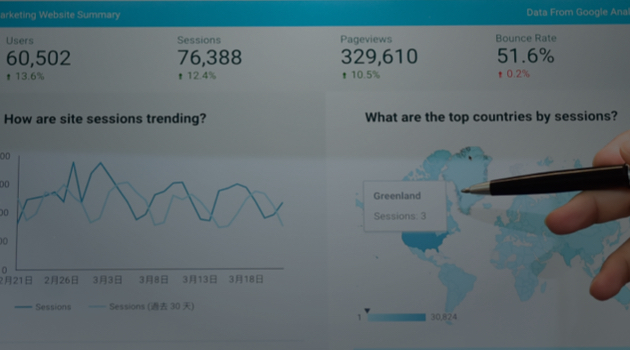 arketing Website Summary
Data From Google Anal
Users
60,502
13.6%
Sessions
76,388
12.4%
Pageviews
329,610
10.5%
Bounce Rate
51.6%
0.2%
How are site sessions trending?
00
00
00
00
0
2月21日 2月26日 3月3日 3月8日 3月13日 3月18日
Sessions Sessions (過去 30 天)
What are the top countries by sessions?
Greenland
Sessions: 3
1 30,824